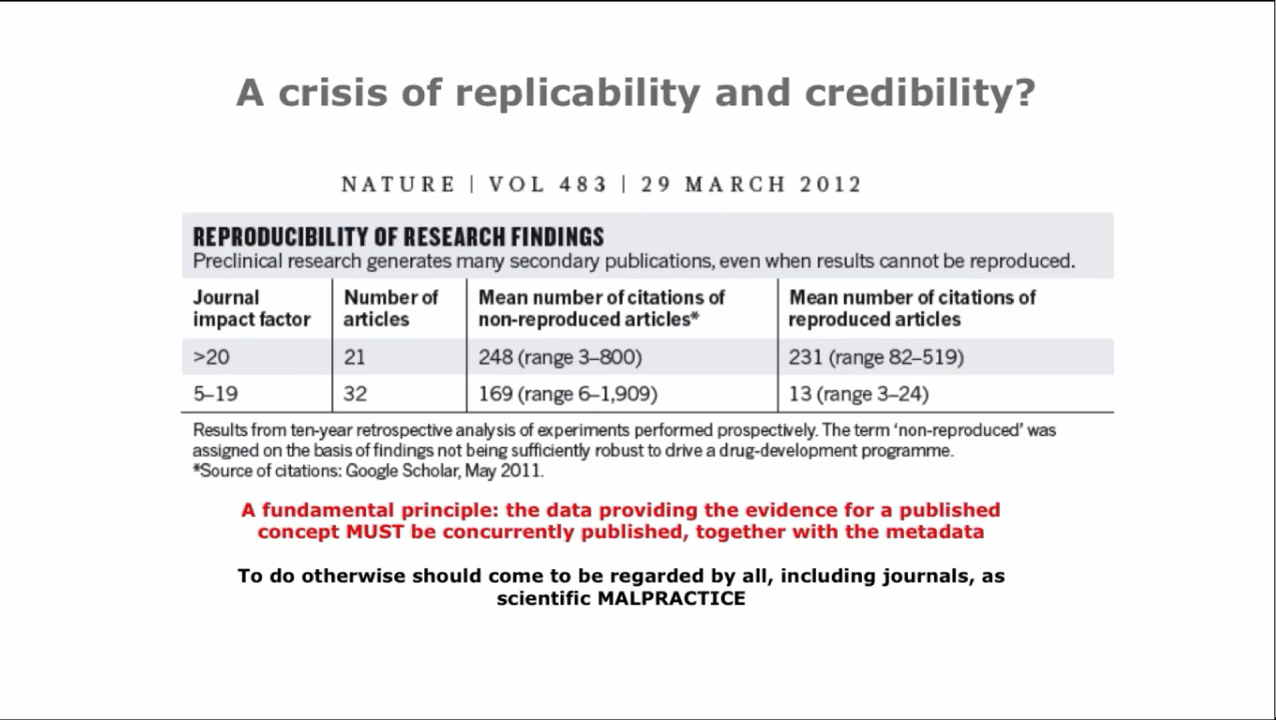 A crisis of replicability and credibility?
NATURE | VOL 483 | 29 MARCH 2012
REPRODUCIBILITY OF RESEARCH FINDINGS
Preclinical research generates many secondary publications, even when results cannot be reproduced.
Journal impact factor | Number of articles | Mean number of citations of non-reproduced articles* | Mean number of citations of reproduced articles
>20 | 21 | 248 (range 3–800) | 231 (range 82–519)
5–19 | 32 | 169 (range 6–1,909) | 13 (range 3–24)
Results from ten-year retrospective analysis of experiments performed prospectively. The term ‘non-reproduced’ was
assigned on the basis of findings not being sufficiently robust to drive a drug-development programme.
*Source of citations: Google Scholar, May 2011.
A fundamental principle: the data providing the evidence for a published
concept MUST be concurrently published, together with the metadata
To do otherwise should come to be regarded by all, including journals, as
scientific MALPRACTICE